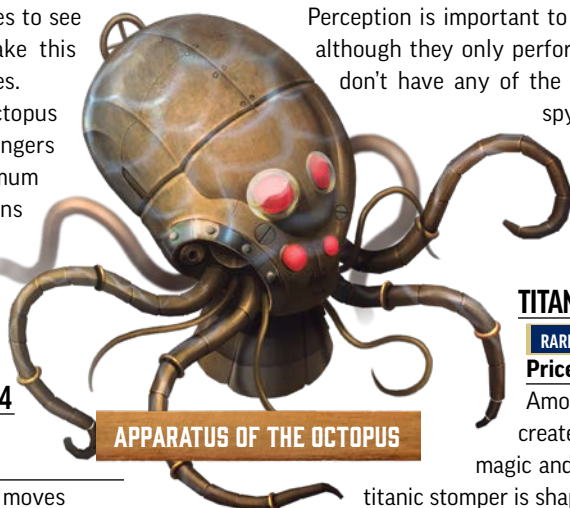 es to see
ake this
es.
ctopus
ngers
mum
ns
4
moves
APPARATUS OF THE OCTOPUS
Perception is important to
although they only perfor
don't have any of the
spy
TITAN
RAR
Price
Amo
create
magic and
titanic stomper is shap